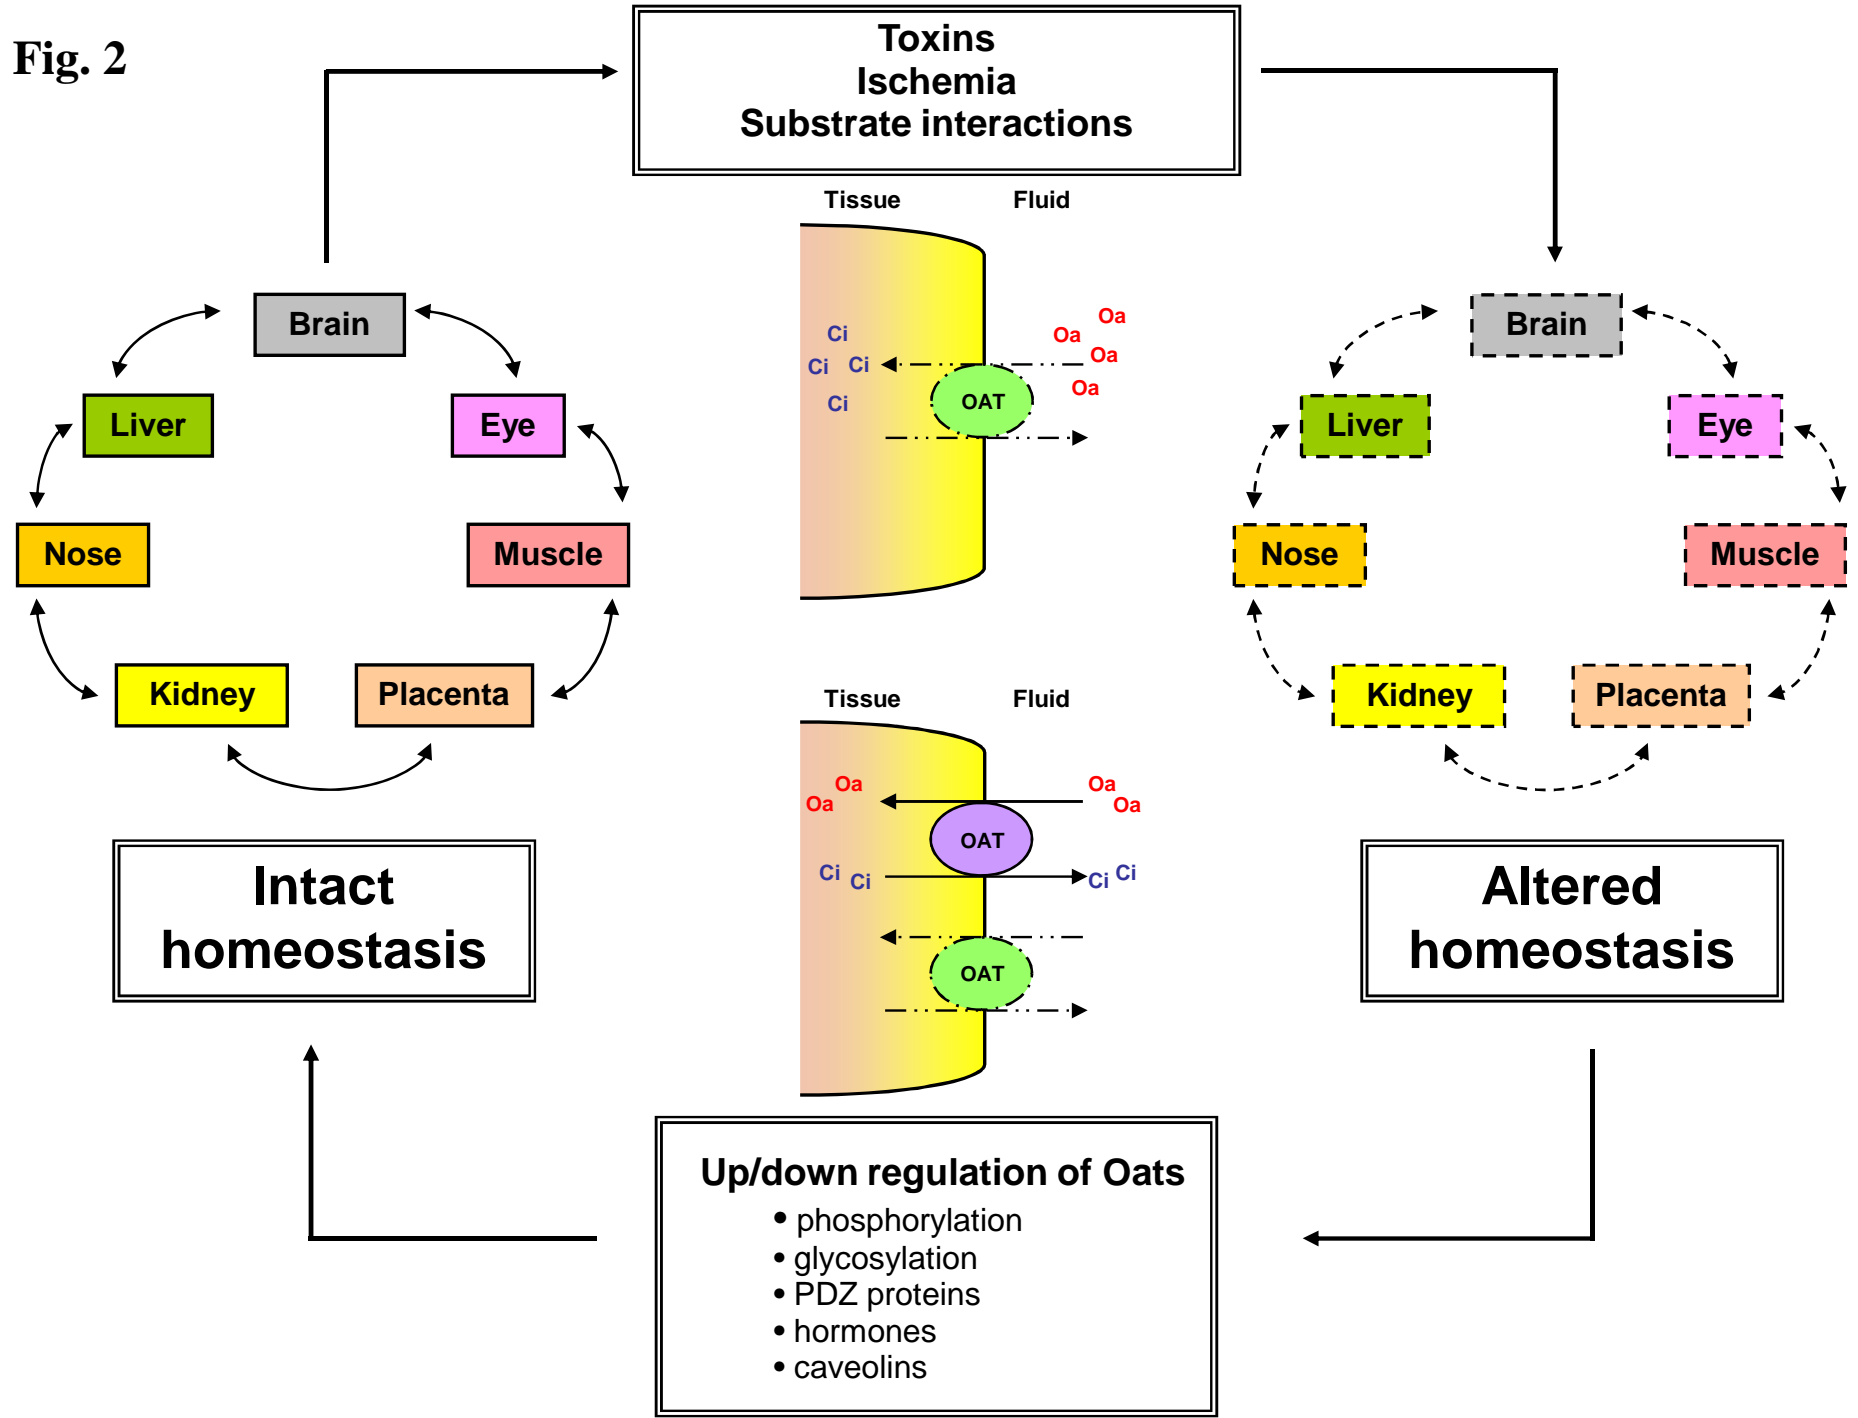 Fig. 2
Toxins
Ischemia
Substrate interactions
Tissue Fluid
Brain
Liver
Eye
Nose
Muscle
Kidney
Placenta
Intact
homeostasis
Ci
Ci
Ci
Ci
Oa
Oa
Oa
Oa
OAT
Tissue Fluid
Oa
Oa
Oa
Oa
OAT
Ci
Ci
Ci
Ci
OAT
Brain
Liver
Eye
Nose
Muscle
Kidney
Placenta
Altered
homeostasis
Up/down regulation of Oats
• phosphorylation
• glycosylation
• PDZ proteins
• hormones
• caveolins